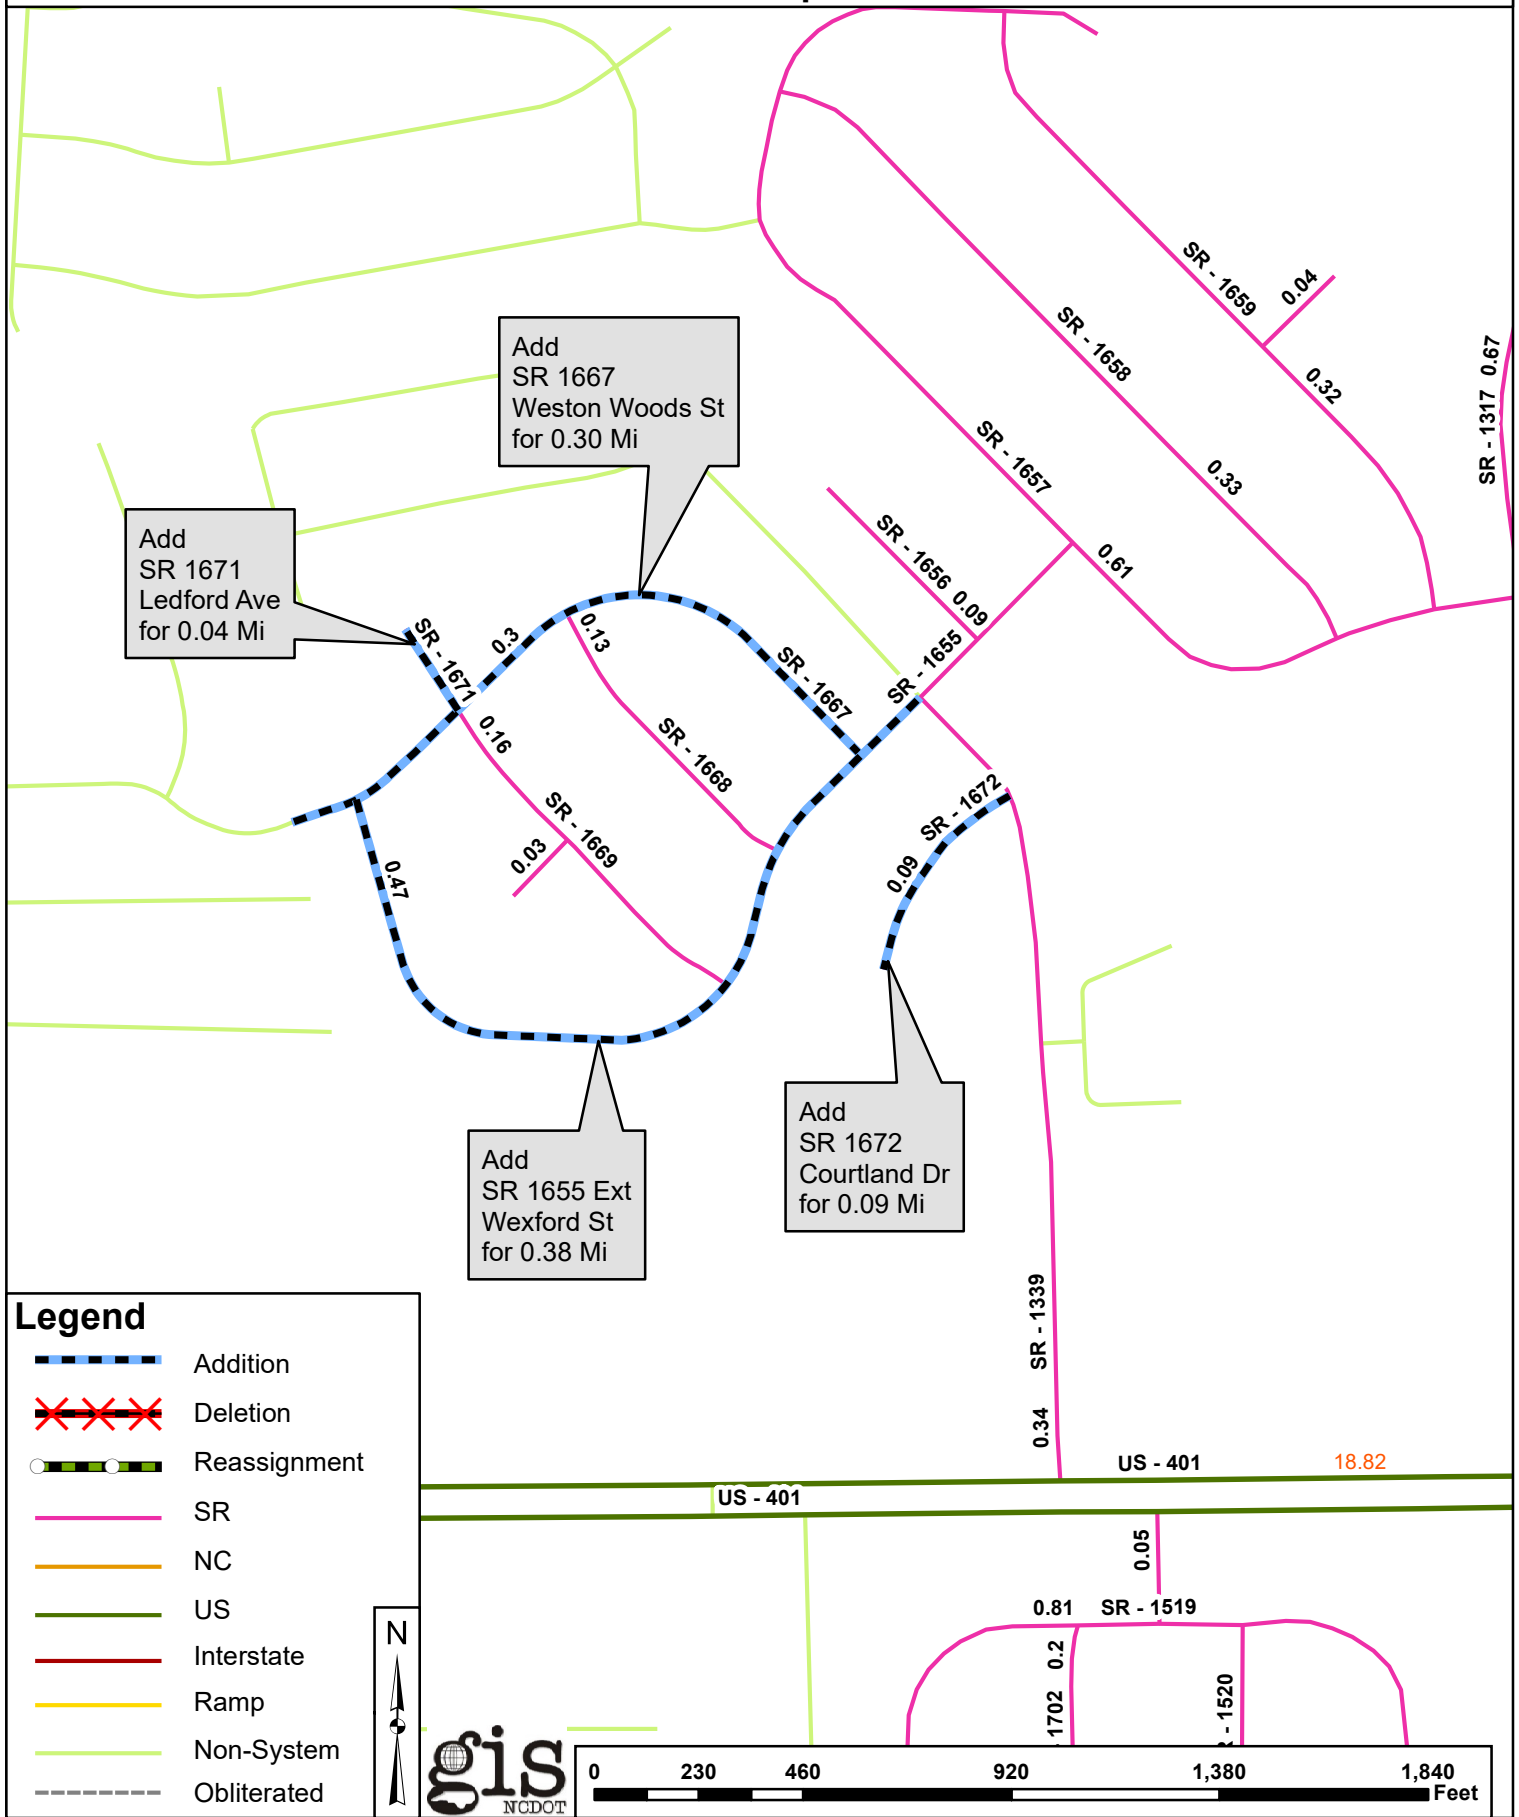 SR - 1659
0.04
SR - 1658
0.32
SR - 1317 0.67
Add
SR 1667
Weston Woods St
for 0.30 Mi
SR - 1657
0.33
Add
SR 1671
Ledford Ave
for 0.04 Mi
SR - 1656 0.09
0.61
SR - 1671
0.3
0.13
SR - 1667
SR - 1655
0.16
SR - 1668
SR - 1672
SR - 1669
0.03
0.47
0.09
Add
SR 1672
Courtland Dr
for 0.09 Mi
Add
SR 1655 Ext
Wexford St
for 0.38 Mi
SR - 1339
0.34
US - 401
18.82
US - 401
0.05
0.81 SR - 1519
0.2
1702
- 1520
Legend
Addition
Deletion
Reassignment
SR
NC
US
Interstate
Ramp
Non-System
Obliterated
N
gis
NCDOT
0 230 460 920 1,380 1,840
Feet